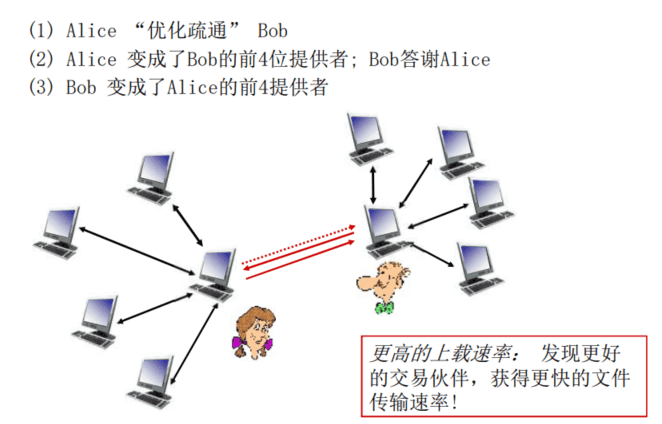 (1) Alice “优化疏通” Bob
(2) Alice 变成了Bob的前4位提供者; Bob答谢Alice
(3) Bob 变成了Alice的前4提供者
更高的上载速率: 发现更好
的交易伙伴，获得更快的文件
传输速率!